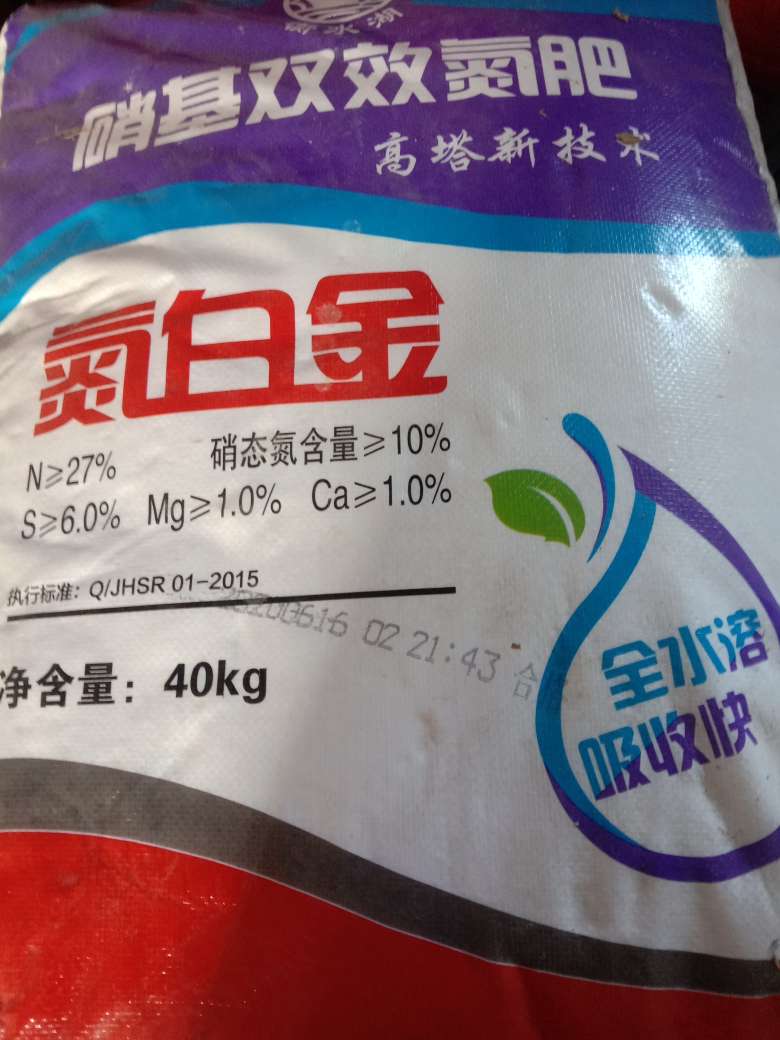 硝基双效氮肥
高塔新技术
氮白金
N≥27% 硝态氮含量≥10%
S≥6.0% Mg≥1.0% Ca≥1.0%
执行标准：Q/JHSR 01-2015
20200616 02 21:43 合
净含量：40kg
全水溶
吸收快